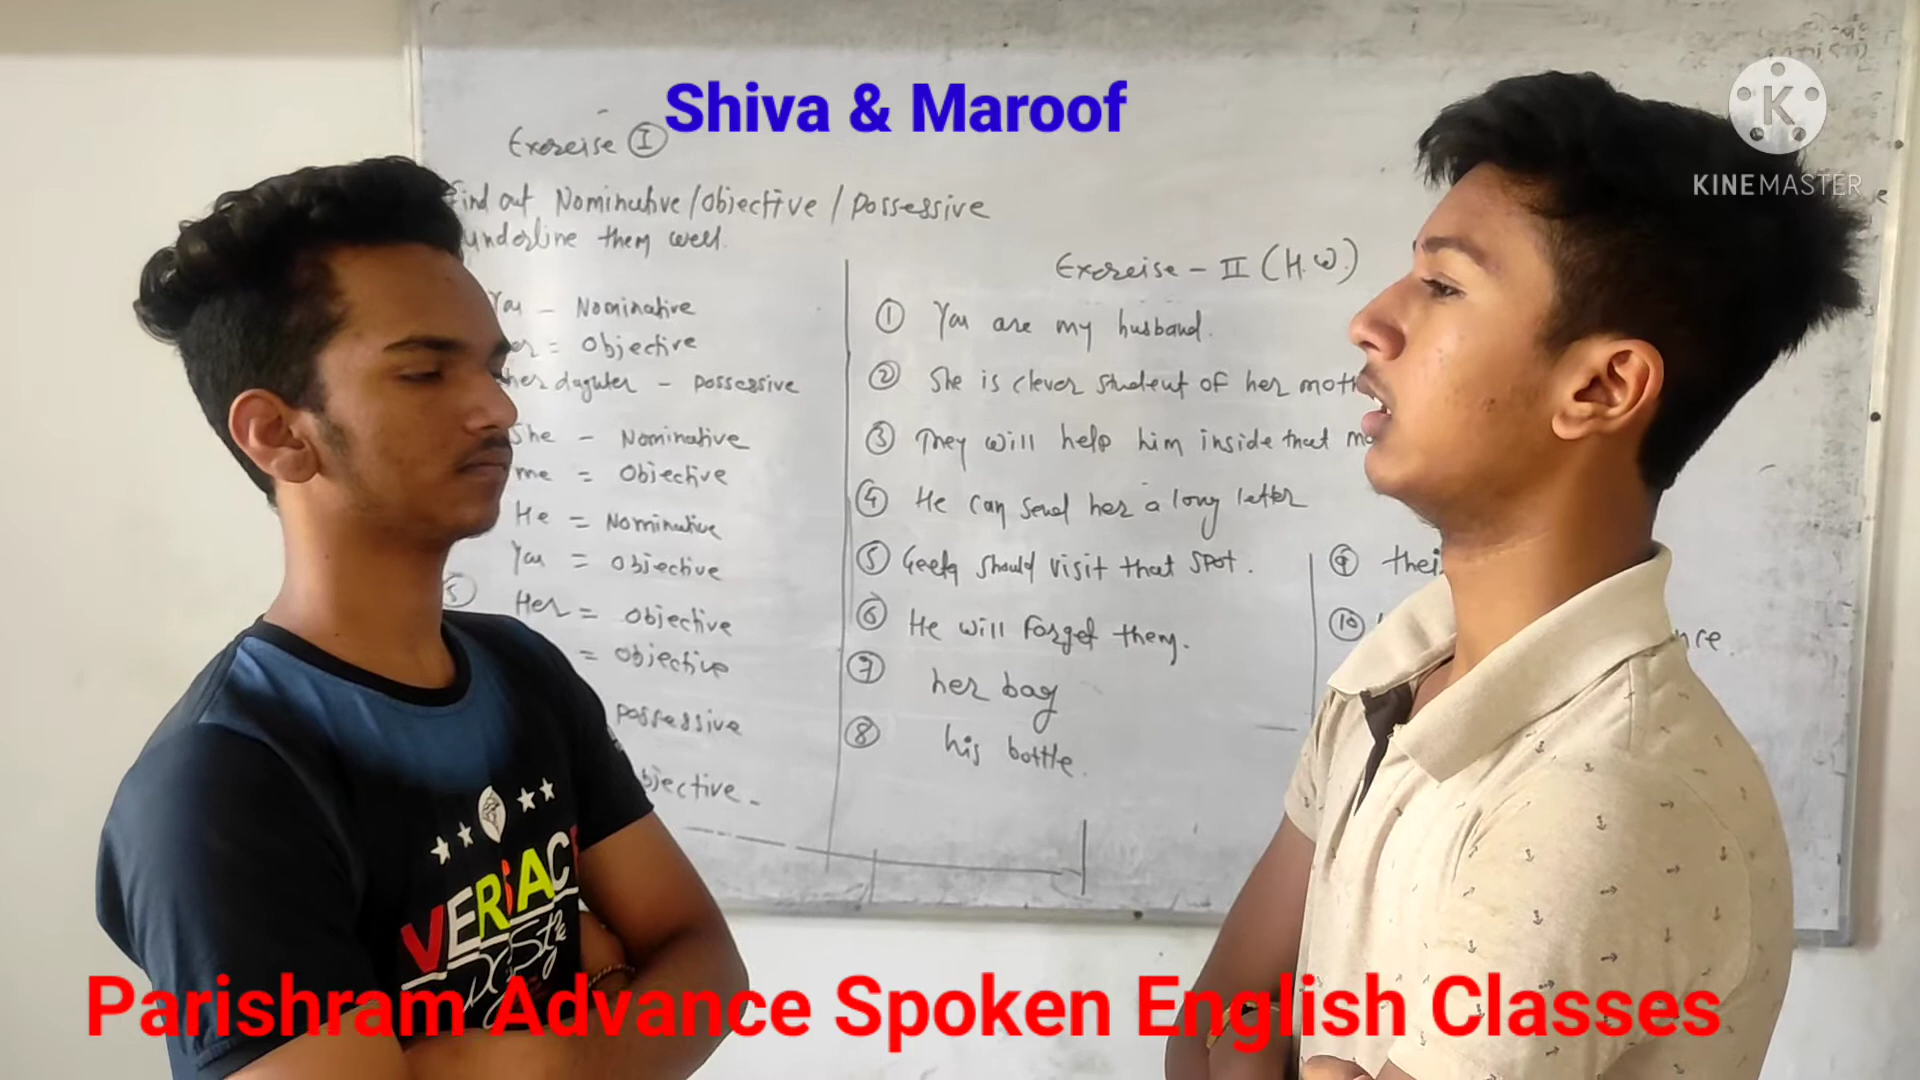 Shiva & Maroof
KINEMASTER
Exercise I
Find out Nominative/Objective/Possessive
underline them well.
You - Nominative
= Objective
her daguter - possessive
She - Nominative
me = Objective
He = Nominative
You = Objective
5 Her = Objective
= Objective
possessive
Exercise - II (H.W.)
1 You are my husband.
2 She is clever student of her
3 They will help him inside that
4 He can send her a long letter
5 Geeta should visit that spot.
6 He will forget them.
7 her bag
8 his bottle.
9
10
VERSACE
Parishram Advance Spoken English Classes